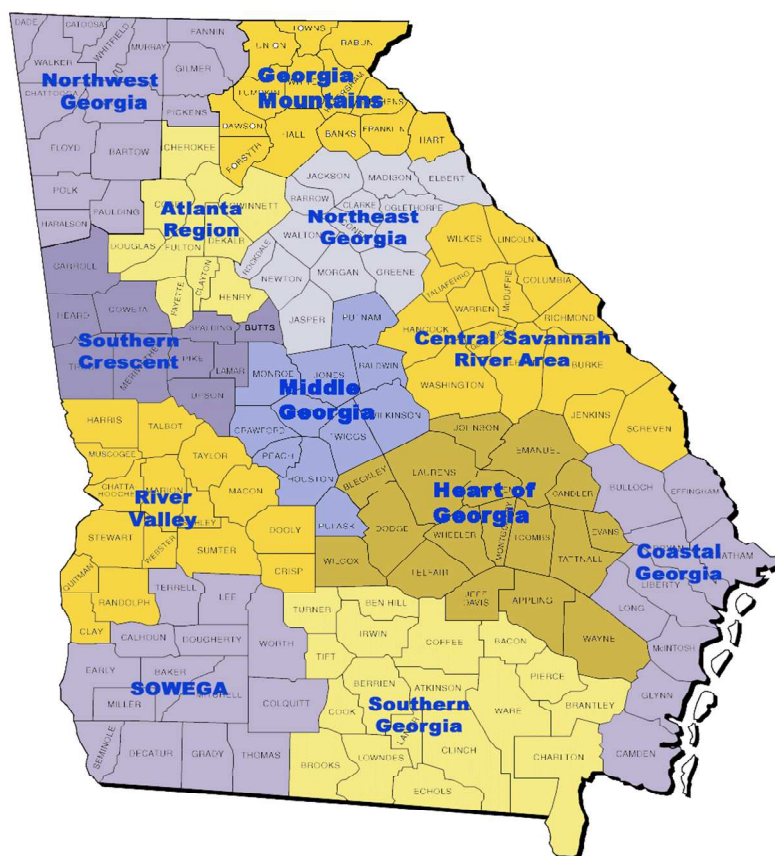 DADE
CATOOSA
WHITFIELD
MURRAY
FANNIN
TOWNS
UNION
RABUN
WALKER
GILMER
Northwest
Georgia
Georgia
Mountains
CHATTOOGA
PICKENS
DAWSON
HALL
BANKS
FRANKLIN
HART
FLOYD
BARTOW
CHEROKEE
FORSYTH
JACKSON
MADISON
ELBERT
POLK
PAULDING
HARALSON
Atlanta
Region
BARROW
CLARKE
OGLETHORPE
Northeast
Georgia
DOUGLAS
FULTON
DEKALB
ROCKDALE
WALTON
WILKES
LINCOLN
CARROLL
FAYETTE
CLAYTON
HENRY
NEWTON
MORGAN
GREENE
TALIAFERRO
McDUFFIE
COLUMBIA
HEARD
COWETA
SPALDING
BUTTS
JASPER
PUTNAM
HANCOCK
WARREN
RICHMOND
Southern
Crescent
PIKE
LAMAR
MONROE
JONES
BALDWIN
Central Savannah
River Area
BURKE
UPSON
Middle
Georgia
WASHINGTON
WILKINSON
JENKINS
SCREVEN
HARRIS
TALBOT
CRAWFORD
TWIGGS
JOHNSON
EMANUEL
MUSCOGEE
TAYLOR
PEACH
HOUSTON
BLECKLEY
LAURENS
CANDLER
BULLOCH
EFFINGHAM
CHATTA
HOOCHEE
MARION
MACON
River
Valley
Heart of
Georgia
STEWART
WEBSTER
SUMTER
DOOLY
PULASKI
DODGE
WHEELER
MONTGOMERY
TOOMBS
EVANS
TATTNALL
Coastal
Georgia
QUITMAN
CRISP
WILCOX
TELFAIR
LIBERTY
RANDOLPH
TERRELL
LEE
TURNER
BEN HILL
JEFF
DAVIS
APPLING
WAYNE
LONG
McINTOSH
CLAY
CALHOUN
DOUGHERTY
WORTH
IRWIN
COFFEE
BACON
TIFT
PIERCE
EARLY
BAKER
MITCHELL
SOWEGA
MILLER
COLQUITT
BERRIEN
ATKINSON
COOK
Southern
Georgia
WARE
BRANTLEY
GLYNN
SEMINOLE
DECATUR
GRADY
THOMAS
BROOKS
LOWNDES
CLINCH
ECHOLS
CHARLTON
CAMDEN